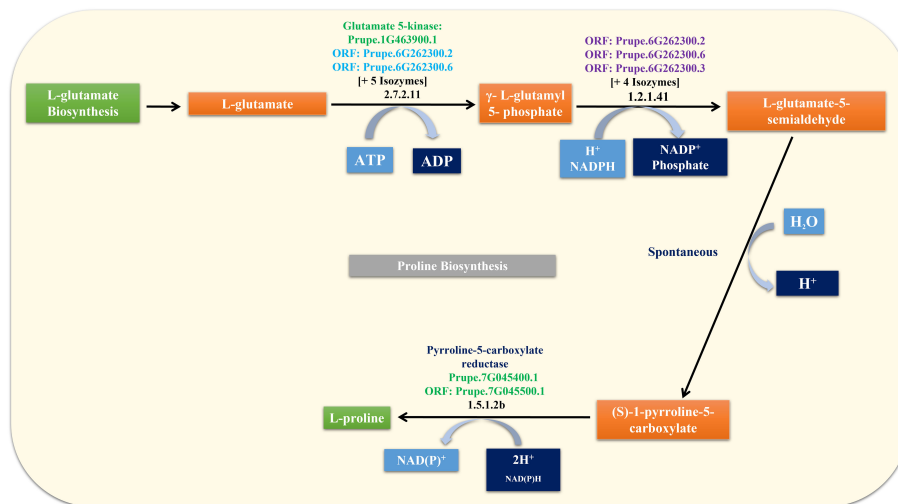 Glutamate 5-kinase:
Prupe.1G463900.1
ORF: Prupe.6G262300.2
ORF: Prupe.6G262300.6
[+ 5 Isozymes]
2.7.2.11
ORF: Prupe.6G262300.2
ORF: Prupe.6G262300.6
ORF: Prupe.6G262300.3
[+ 4 Isozymes]
1.2.1.41
L-glutamate
Biosynthesis
L-glutamate
γ- L-glutamyl
5- phosphate
L-glutamate-5-
semialdehyde
ATP
ADP
H⁺
NADPH
NADP⁺
Phosphate
H₂O
Spontaneous
H⁺
Proline Biosynthesis
Pyrroline-5-carboxylate
reductase
Prupe.7G045400.1
ORF: Prupe.7G045500.1
1.5.1.2b
L-proline
(S)-1-pyrroline-5-
carboxylate
NAD(P)⁺
2H⁺
NAD(P)H